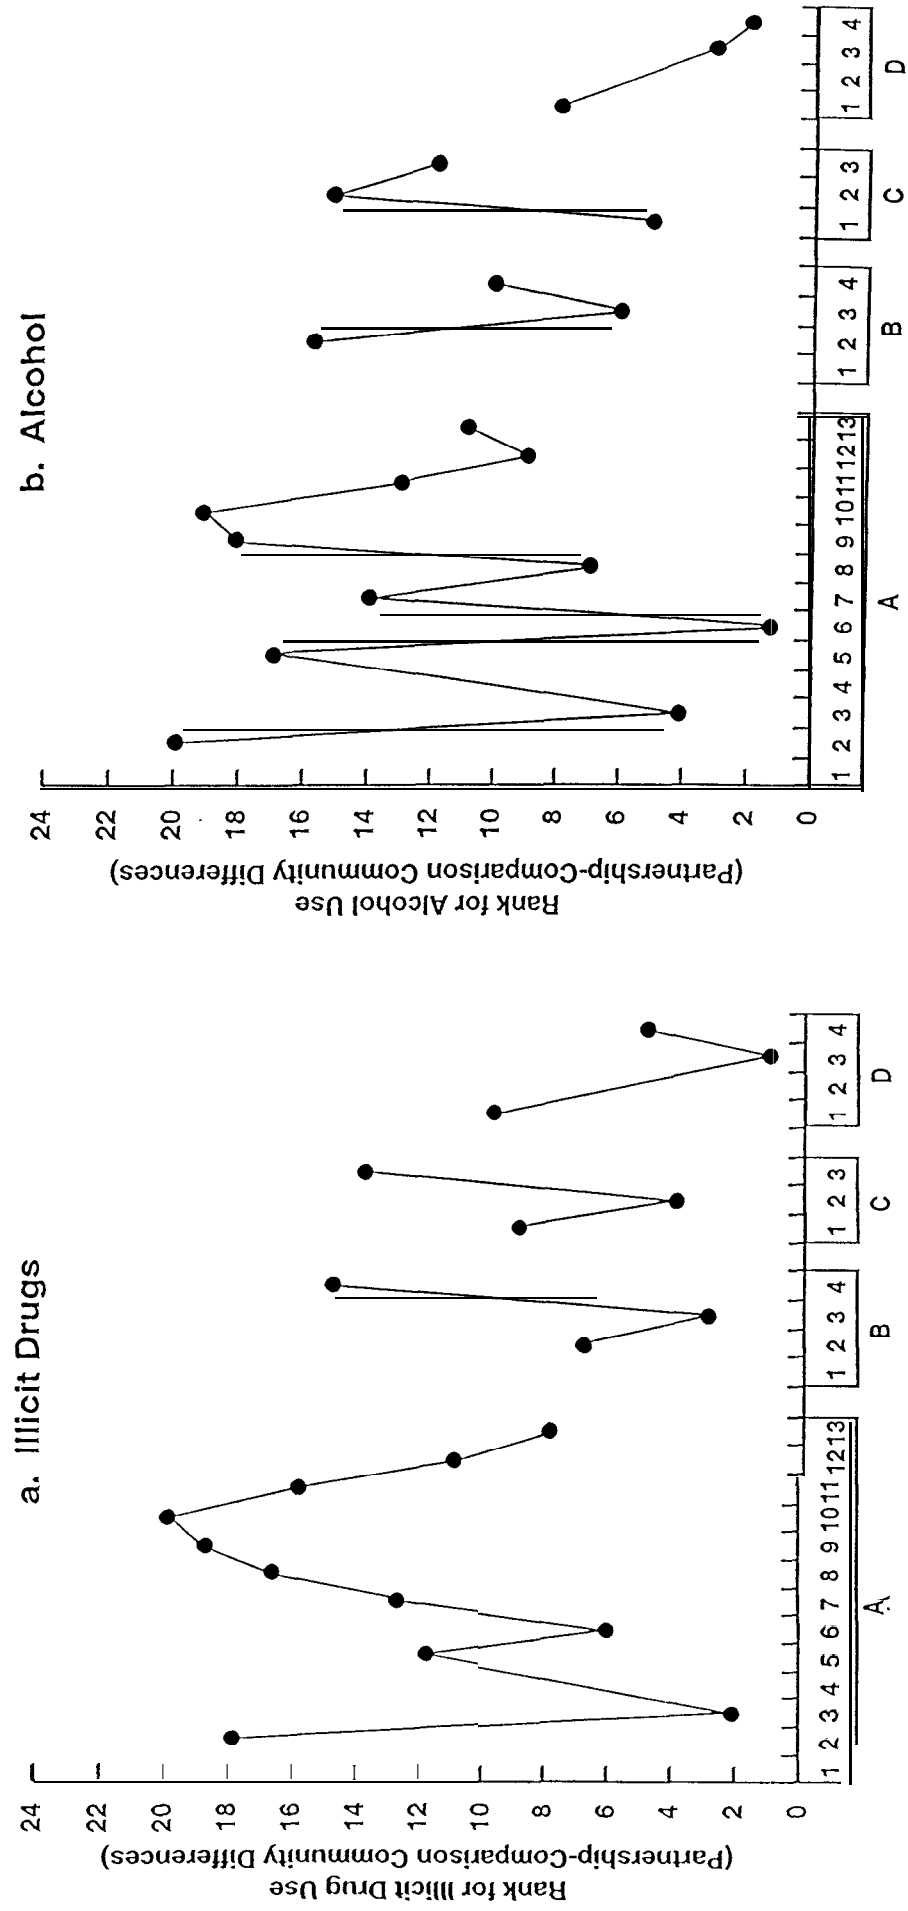 a. Illicit Drugs
Rank for Illicit Drug Use
(Partnership-Comparison Community Differences)
24
22
20
18
16
14
12
10
8
6
4
2
0
1 2 3 4 5 6 7 8 9 10 11 12 13
A
1 2 3 4
B
1 2 3
C
1 2 3 4
D
b. Alcohol
Rank for Alcohol Use
(Partnership-Comparison Community Differences)
24
22
20
18
16
14
12
10
8
6
4
2
0
1 2 3 4 5 6 7 8 9 10 11 12 13
A
1 2 3 4
B
1 2 3
C
1 2 3 4
D